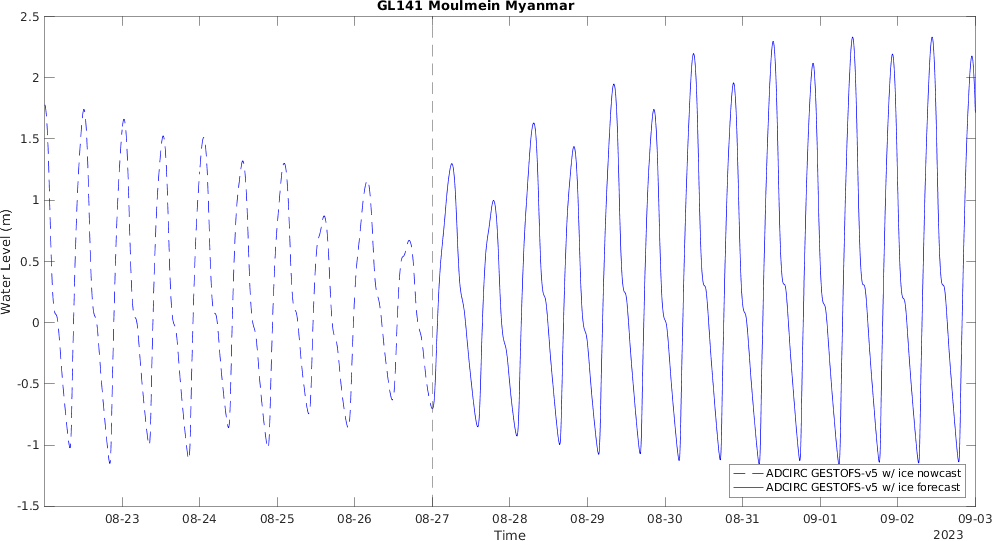 GL141 Moulmein Myanmar
2.5
2
1.5
1
0.5
0
-0.5
-1
-1.5
Water Level (m)
08-23 08-24 08-25 08-26 08-27 08-28 08-29 08-30 08-31 09-01 09-02 09-03
Time
2023
ADCIRC GESTOFS-v5 w/ ice nowcast
ADCIRC GESTOFS-v5 w/ ice forecast